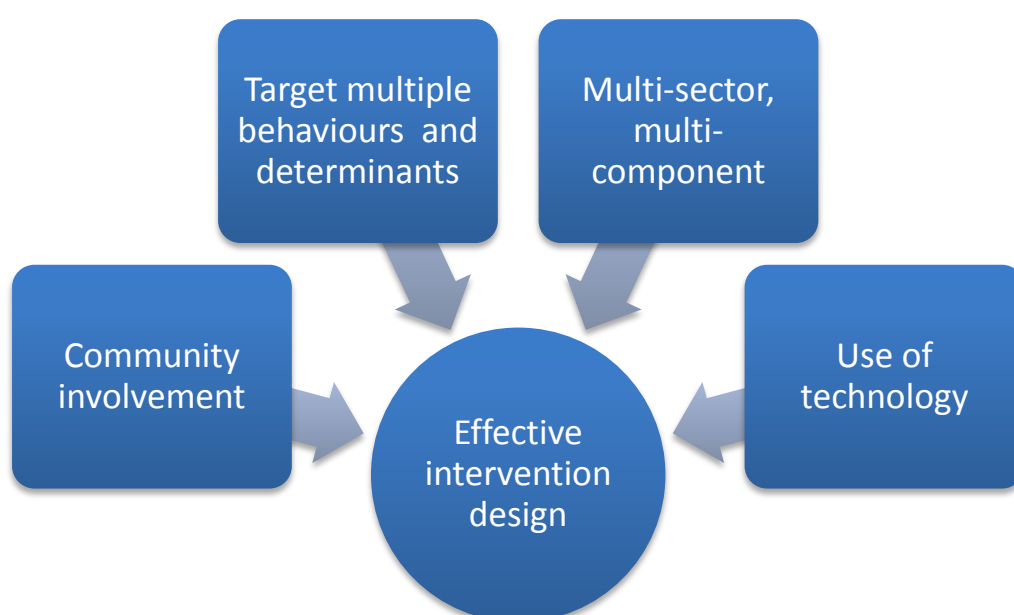 Target multiple
behaviours and
determinants
Multi-sector,
multi-
component
Community
involvement
Use of
technology
Effective
intervention
design